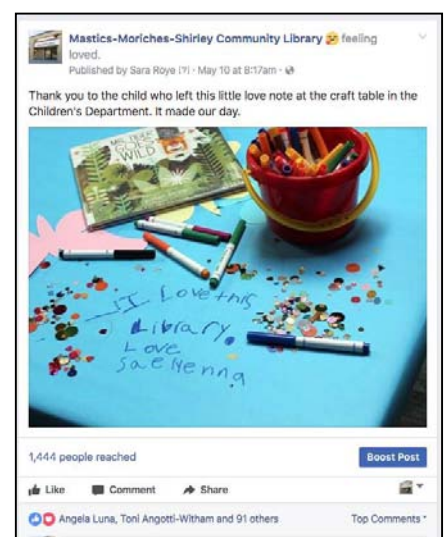 Mastics-Moriches-Shirley Community Library feeling
loved.
Published by Sara Roye [?] · May 10 at 8:17am ·
Thank you to the child who left this little love note at the craft table in the
Children's Department. It made our day.
MR. TIGER
GOES
WILD
I Love this
Library.
Love
1,444 people reached
Boost Post
Like Comment Share
Angela Luna, Toni Angotti-Witham and 91 others Top Comments